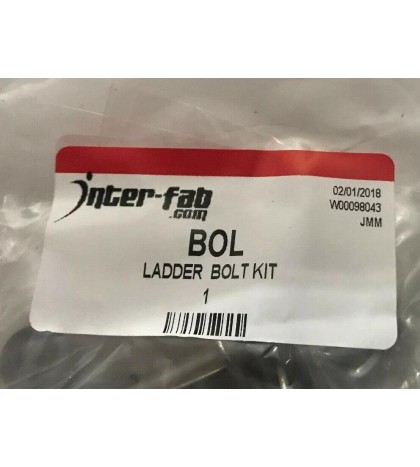 inter-fab
.com
02/01/2018
W00098043
JMM
BOL
LADDER BOLT KIT
1